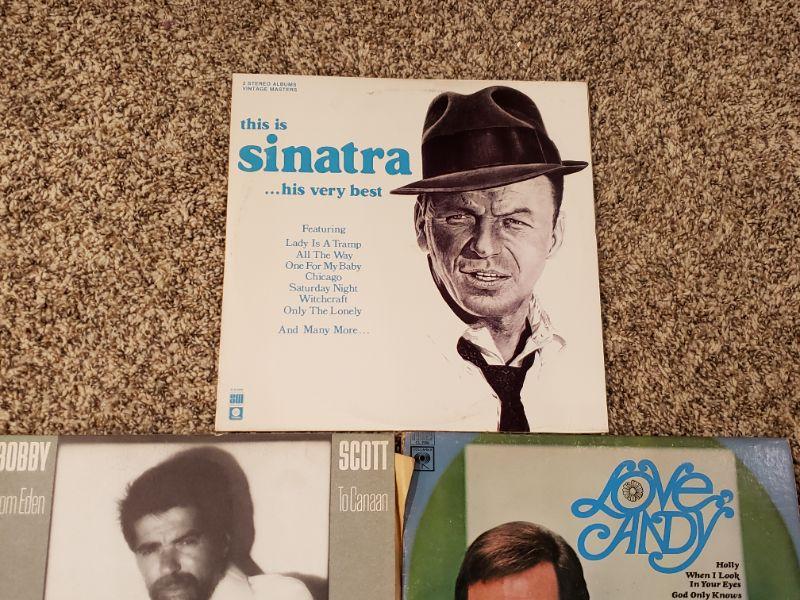 2 STEREO ALBUMS
VINTAGE MASTERS
this is
sinatra
...his very best
Featuring
Lady Is A Tramp
All The Way
One For My Baby
Chicago
Saturday Night
Witchcraft
Only The Lonely
And Many More...
BOBBY
om Eden
SCOTT
To Canaan
LOVE,
ANDY
Holly
When I Look
In Your Eyes
God Only Knows